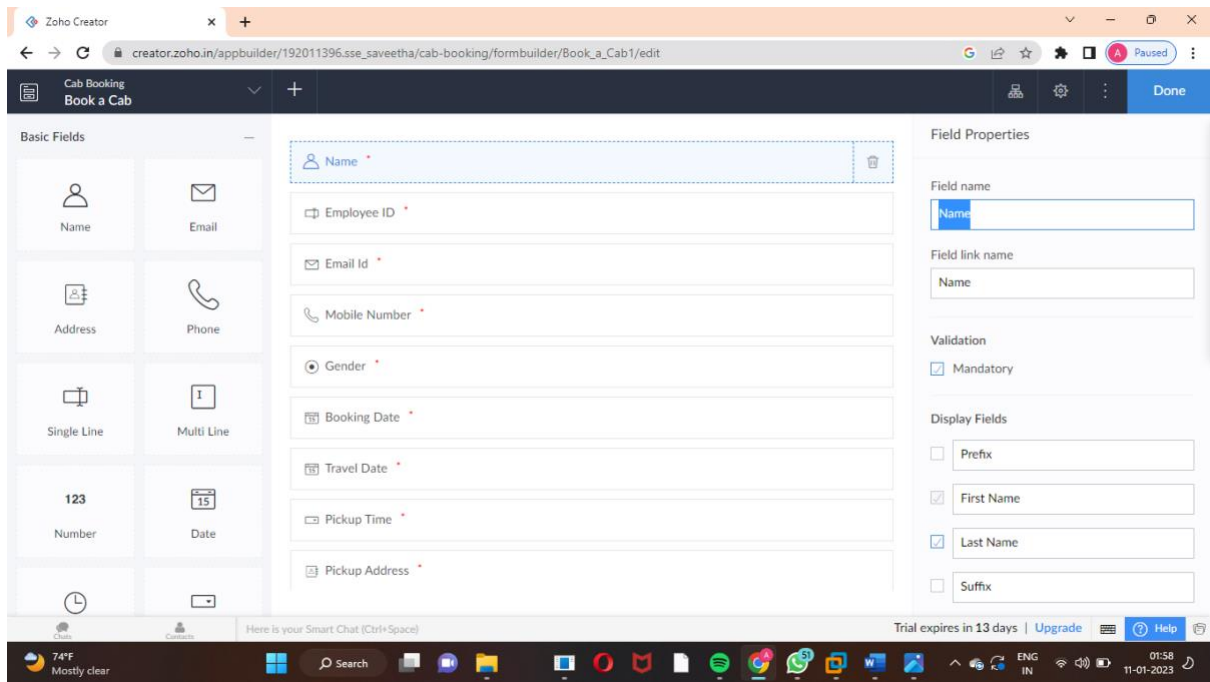 Zoho Creator
creator.zoho.in/appbuilder/192011396.sse_saveetha/cab-booking/formbuilder/Book_a_Cab1/edit
G
A Paused
Cab Booking
Book a Cab
Done
Basic Fields
Name
Email
Address
Phone
Single Line
Multi Line
123
15
Number
Date
Name *
Employee ID *
Email Id *
Mobile Number *
Gender *
Booking Date *
Travel Date *
Pickup Time *
Pickup Address *
Field Properties
Field name
Name
Field link name
Name
Validation
Mandatory
Display Fields
Prefix
First Name
Last Name
Suffix
Chats
Contacts
Here is your Smart Chat (Ctrl+Space)
Trial expires in 13 days | Upgrade
Help
74°F
Mostly clear
Search
51
ENG
IN
01:58
11-01-2023